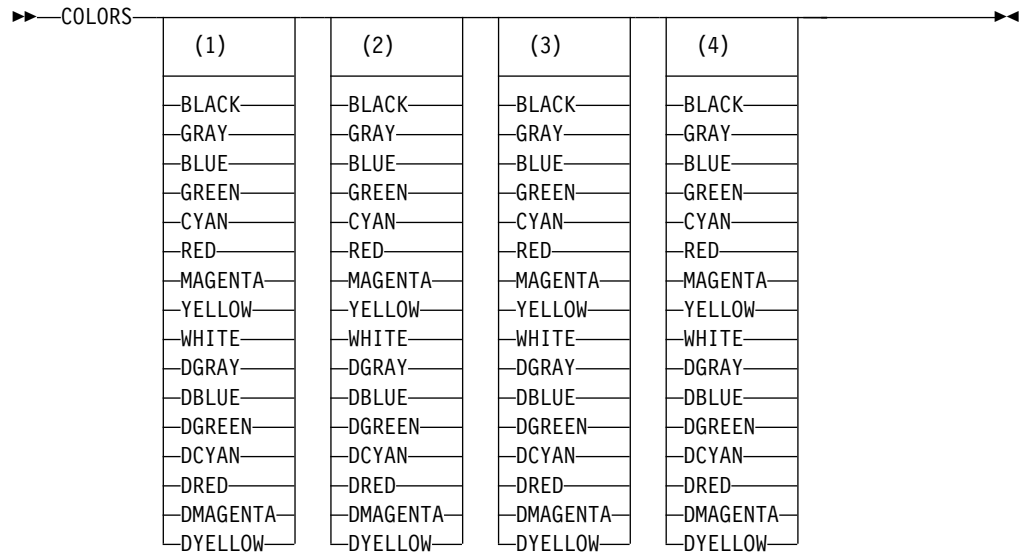 COLORS
(1) (2) (3) (4)
BLACK BLACK BLACK BLACK
GRAY GRAY GRAY GRAY
BLUE BLUE BLUE BLUE
GREEN GREEN GREEN GREEN
CYAN CYAN CYAN CYAN
RED RED RED RED
MAGENTA MAGENTA MAGENTA MAGENTA
YELLOW YELLOW YELLOW YELLOW
WHITE WHITE WHITE WHITE
DGRAY DGRAY DGRAY DGRAY
DBLUE DBLUE DBLUE DBLUE
DGREEN DGREEN DGREEN DGREEN
DCYAN DCYAN DCYAN DCYAN
DRED DRED DRED DRED
DMAGENTA DMAGENTA DMAGENTA DMAGENTA
DYELLOW DYELLOW DYELLOW DYELLOW